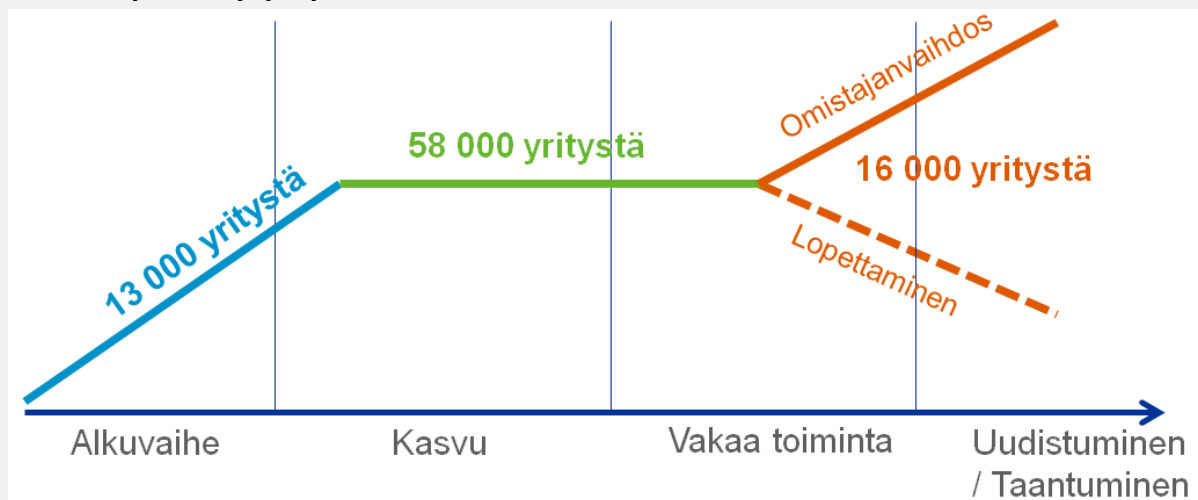 Omistajanvaihdos
58 000 yritystä
16 000 yritystä
13 000 yritystä
Lopettaminen
Alkuvaihe
Kasvu
Vakaa toiminta
Uudistuminen
/ Taantuminen